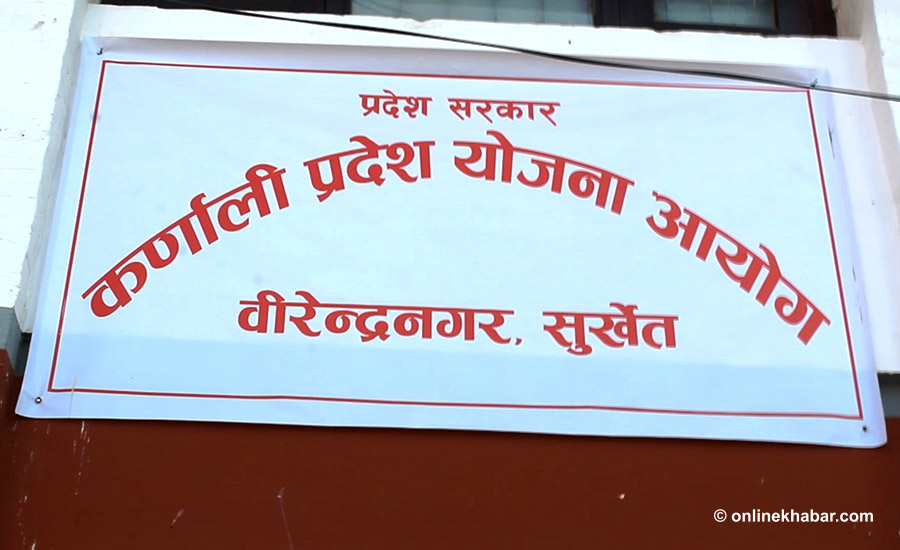 प्रदेश सरकार
कर्णाली प्रदेश योजना आयोग
वीरेन्द्रनगर, सुर्खेत
© onlinekhabar.com